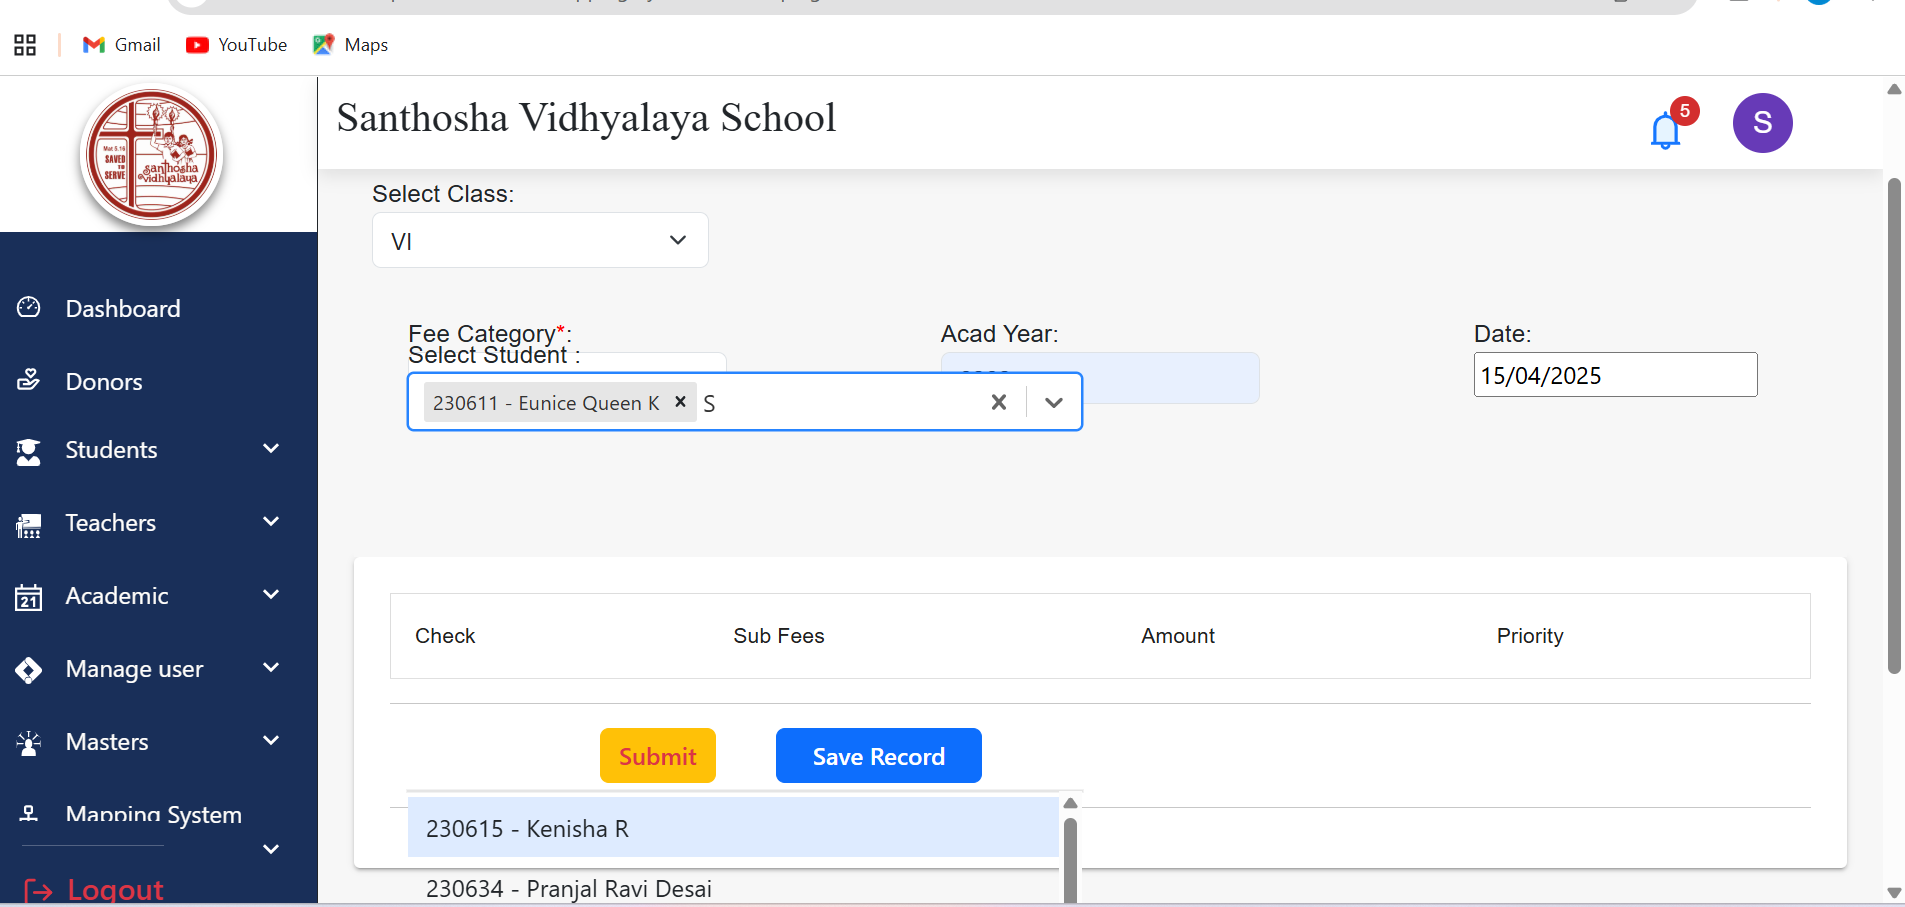 Gmail
YouTube
Maps
Mat 5.16
SAVED
TO
SERVE
santhosha
vidhyalaya
Santhosha Vidhyalaya School
5
S
Select Class:
VI
Dashboard
Donors
Students
Teachers
21
Academic
Manage user
Masters
Mapping System
Logout
Fee Category*:
Select Student :
230611 - Eunice Queen K × S
Acad Year:
Date:
15/04/2025
Check
Sub Fees
Amount
Priority
Submit
Save Record
230615 - Kenisha R
230634 - Pranjal Ravi Desai